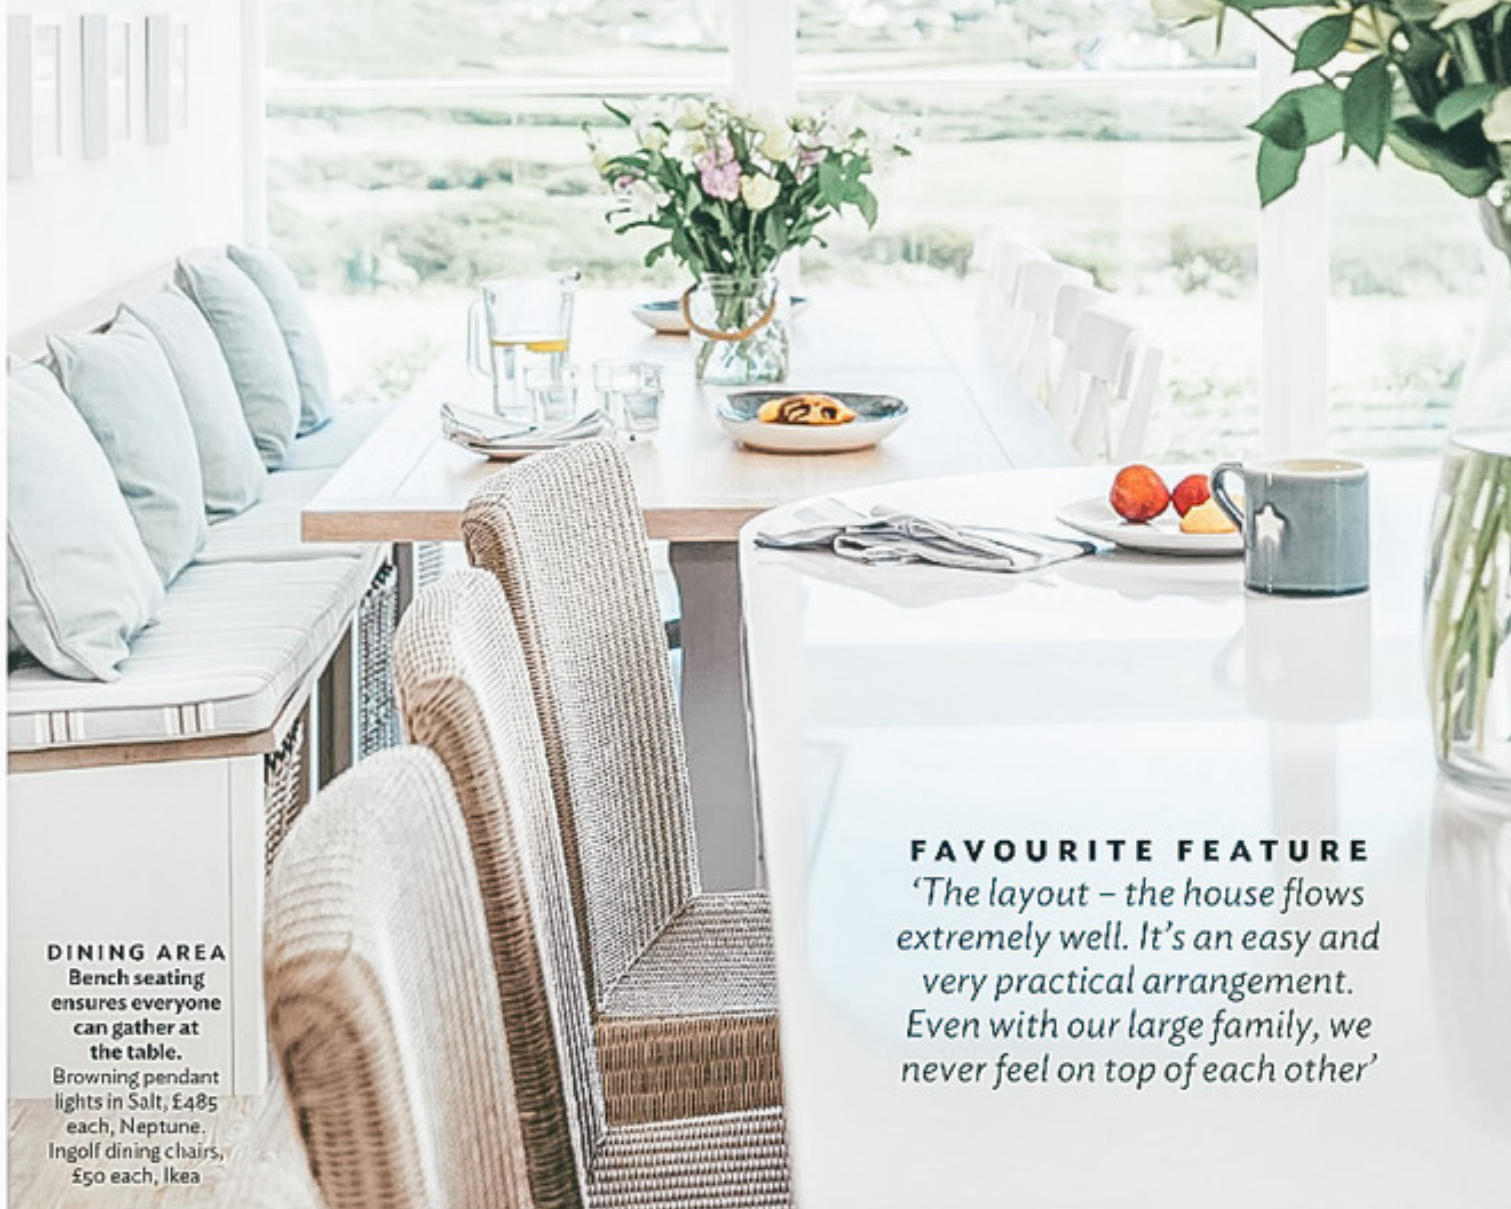 DINING AREA
Bench seating
ensures everyone
can gather at
the table.
Browning pendant
lights in Salt, £485
each, Neptune.
Ingolf dining chairs,
£50 each, Ikea
FAVOURITE FEATURE
‘The layout – the house flows
extremely well. It’s an easy and
very practical arrangement.
Even with our large family, we
never feel on top of each other’